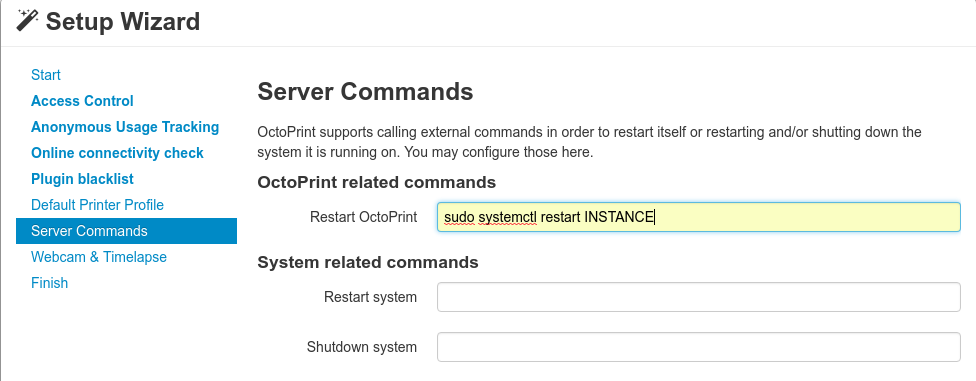 Setup Wizard
Start
Access Control
Anonymous Usage Tracking
Online connectivity check
Plugin blacklist
Default Printer Profile
Server Commands
Webcam & Timelapse
Finish
Server Commands
OctoPrint supports calling external commands in order to restart itself or restarting and/or shutting down the
system it is running on. You may configure those here.
OctoPrint related commands
Restart OctoPrint sudo systemctl restart INSTANCE
System related commands
Restart system
Shutdown system